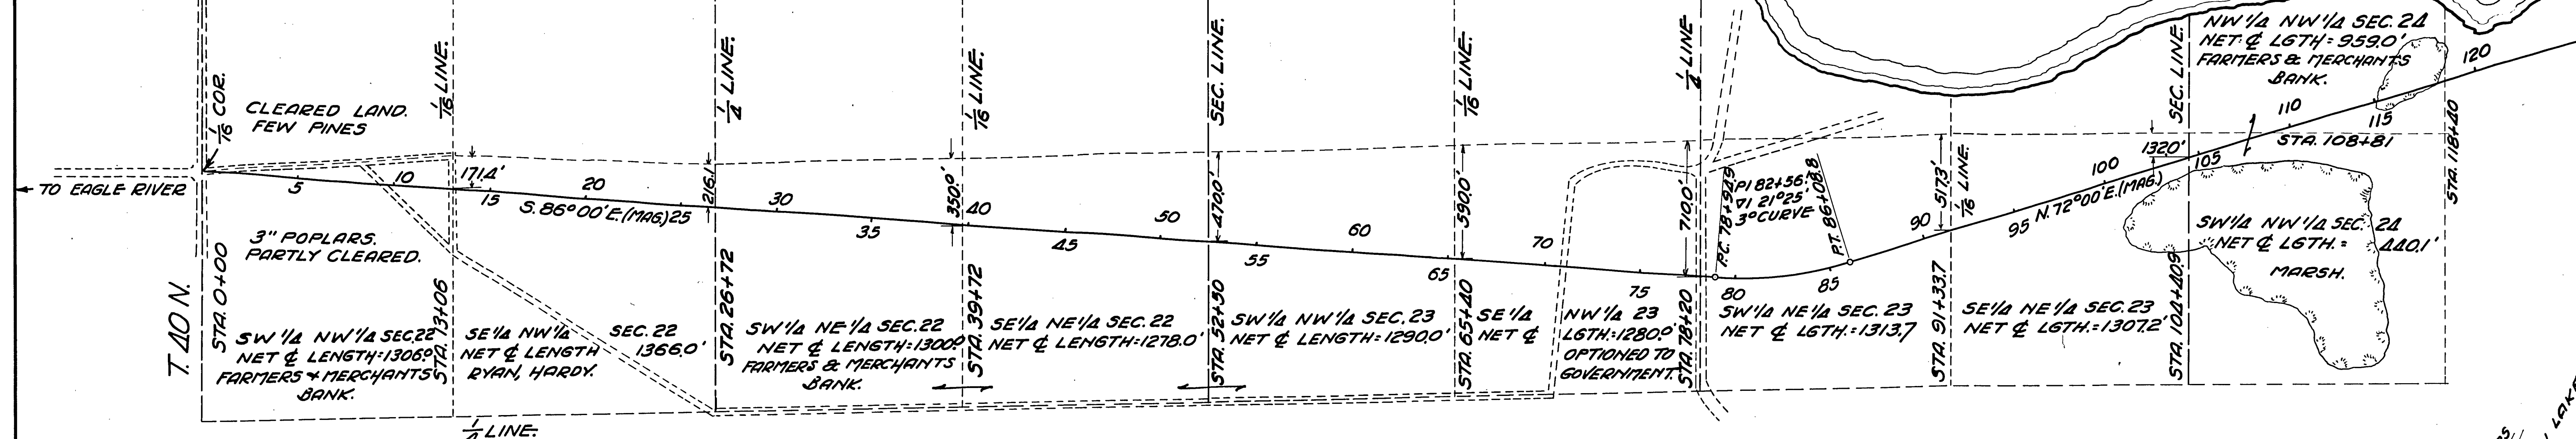 ← TO EAGLE RIVER
T. 40 N.
1/16 COR.
CLEARED LAND.
FEW PINES
3" POPLARS.
PARTLY CLEARED.
STA. 0+00
SW 1/4 NW 1/4 SEC.22
NET ℄ LENGTH=1306.0'
FARMERS & MERCHANTS
BANK.
1/16 LINE.
171.4'
STA. 13+06
SE 1/4 NW 1/4 SEC. 22
NET ℄ LENGTH 1366.0'
RYAN, HARDY.
1/4 LINE.
5
10
15
20
S. 86°00' E.(MAG.)
25
1/4 LINE.
216.1'
STA. 26+72
SW 1/4 NE 1/4 SEC. 22
NET ℄ LENGTH=1300.0'
FARMERS & MERCHANTS
BANK.
30
35
1/16 LINE.
350.0'
STA. 39+72
SE 1/4 NE 1/4 SEC. 22
NET ℄ LENGTH=1278.0'
40
45
50
SEC. LINE.
470.0'
STA. 52+50
SW 1/4 NW 1/4 SEC. 23
NET ℄ LENGTH=1290.0'
55
60
65
1/16 LINE.
590.0'
STA. 65+40
SE 1/4 NW 1/4 23
NET ℄ LGTH.=1280.0'
OPTIONED TO
GOVERNMENT.
70
75
1/4 LINE
710.0'
STA. 78+20
SW 1/4 NE 1/4 SEC. 23
NET ℄ LGTH.=1313.7
P.C. 78+94.9
PI 82+56.
∇I 21°25'
3° CURVE
P.T. 86+08.8
80
85
90
517.3'
1/16 LINE.
STA. 91+33.7
SE 1/4 NE 1/4 SEC. 23
NET ℄ LGTH.=1307.2'
95
N. 72°00' E.(MAG.)
100
SEC. LINE.
132.0'
STA. 104+40.9
105
NW 1/4 NW 1/4 SEC. 24
NET ℄ LGTH=959.0'
FARMERS & MERCHANTS
BANK.
110
115
120
STA. 108+81
STA. 118+40
SW 1/4 NW 1/4 SEC. 24
NET ℄ LGTH.= 440.1'
MARSH.
LAKE